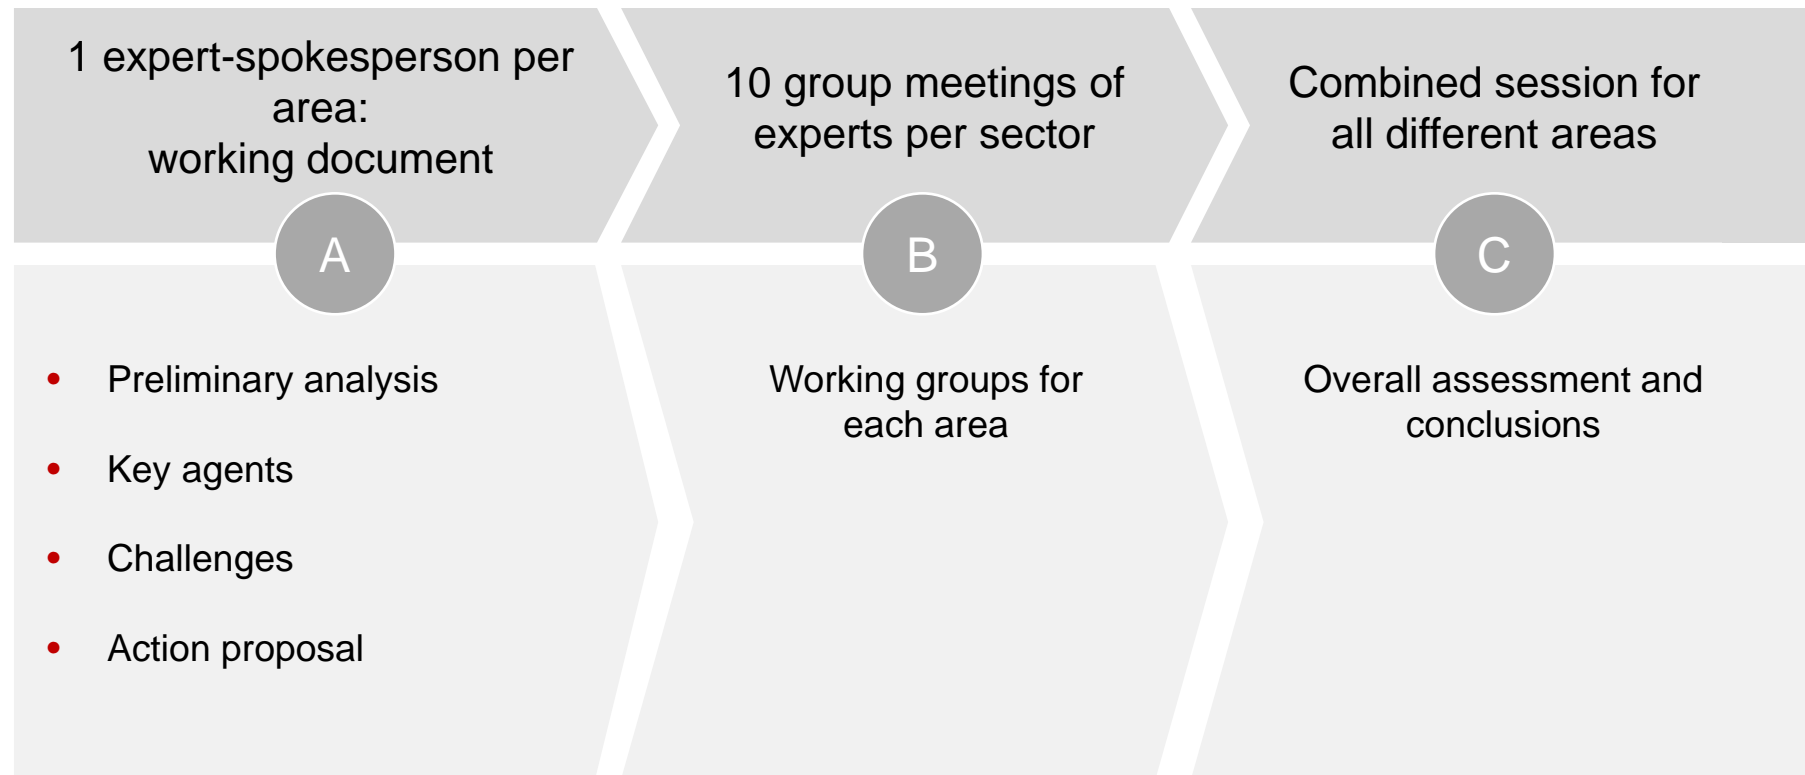 1 expert-spokesperson per
area:
working document
A
• Preliminary analysis
• Key agents
• Challenges
• Action proposal
10 group meetings of
experts per sector
B
Working groups for
each area
Combined session for
all different areas
C
Overall assessment and
conclusions